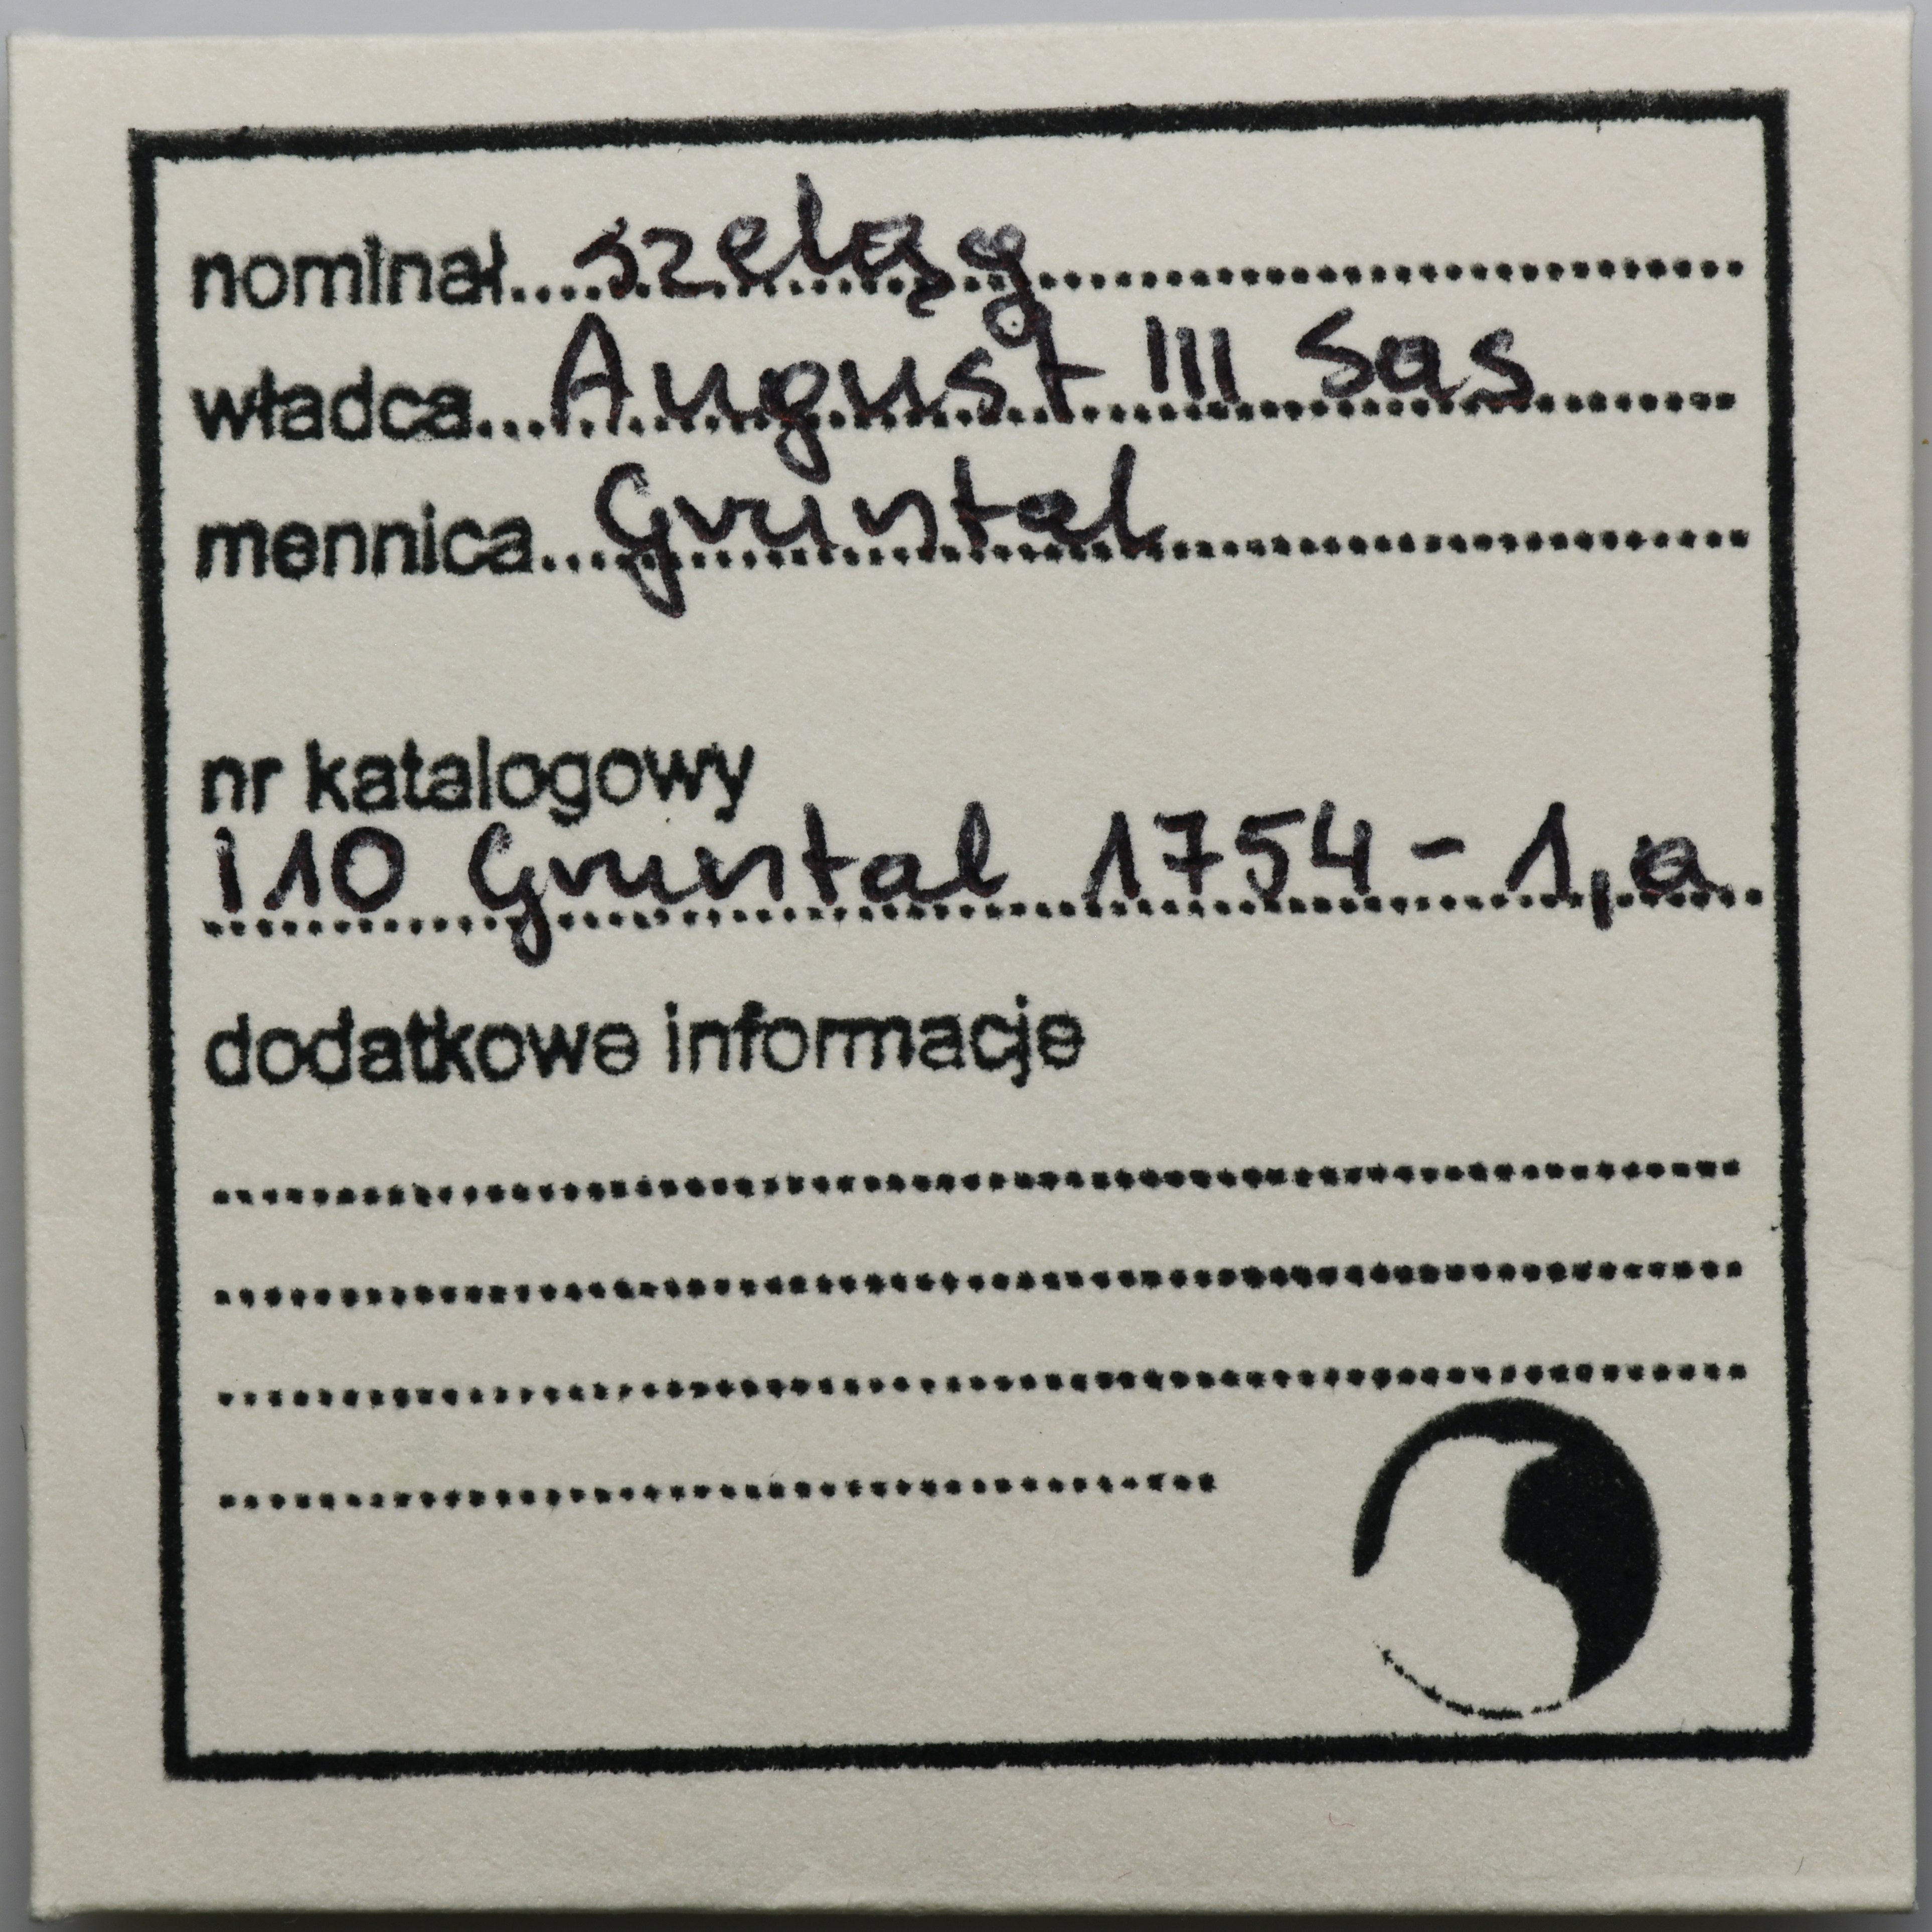 nominał szeląg
władca August III Sas
mennica Gruntal
nr katalogowy
i10 Gruntal 1754 - 1,a
dodatkowe informacje